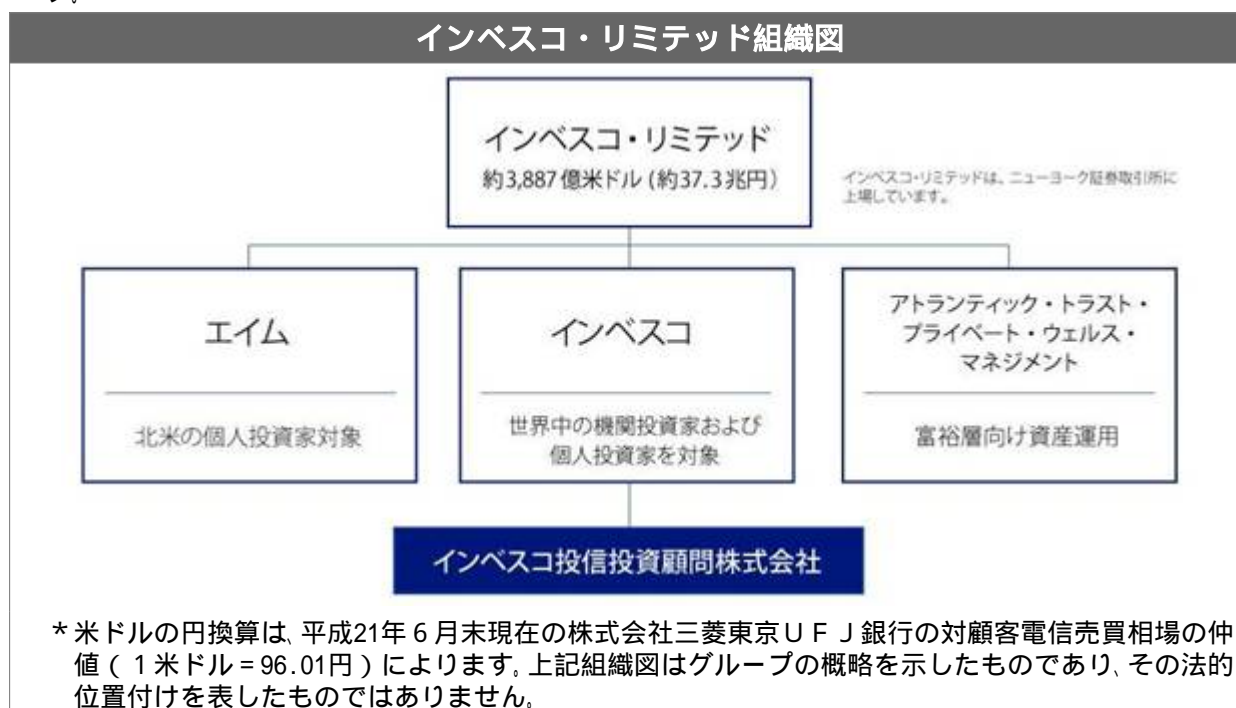 す。
インベスコ・リミテッド組織図
インベスコ・リミテッド
約3,887億米ドル(約37.3兆円)
インベスコ・リミテッドは、ニューヨーク証券取引所に
上場しています。
エイム
北米の個人投資家対象
インベスコ
世界中の機関投資家および
個人投資家を対象
アトランティック・トラスト・
プライベート・ウェルス・
マネジメント
富裕層向け資産運用
インベスコ投信投資顧問株式会社
*米ドルの円換算は、平成21年6月末現在の株式会社三菱東京UFJ銀行の対顧客電信売買相場の仲
値(1米ドル=96.01円)によります。上記組織図はグループの概略を示したものであり、その法的
位置付けを表したものではありません。